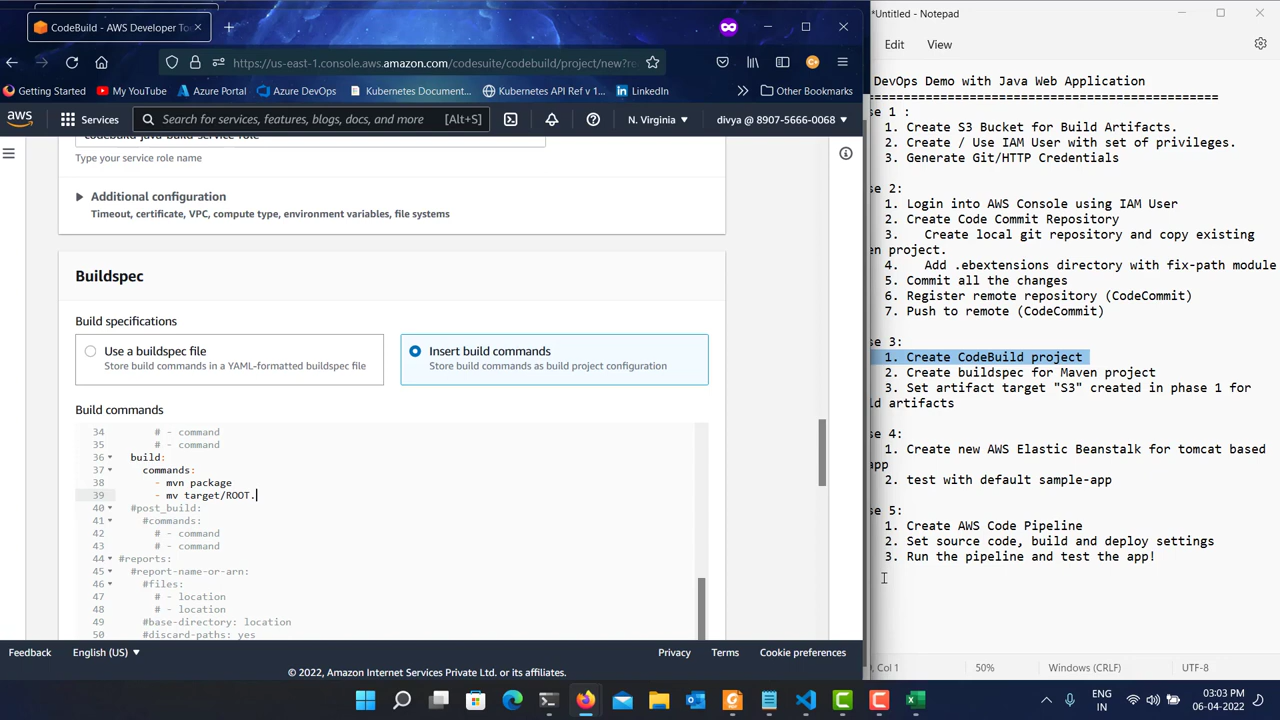 CodeBuild - AWS Developer To
*Untitled - Notepad
https://us-east-1.console.aws.amazon.com/codesuite/codebuild/project/new?re
Edit View
Getting Started My YouTube Azure Portal Azure DevOps Kubernetes Document... Kubernetes API Ref v 1... LinkedIn Other Bookmarks
aws Services Search for services, features, blogs, docs, and more [Alt+S] N. Virginia divya @ 8907-5666-0068
codebuild-java-build-service-role
Type your service role name
Additional configuration
Timeout, certificate, VPC, compute type, environment variables, file systems
Buildspec
Build specifications
Use a buildspec file
Store build commands in a YAML-formatted buildspec file
Insert build commands
Store build commands as build project configuration
Build commands
34 # - command
35 # - command
36 build:
37 commands:
38 - mvn package
39 - mv target/ROOT.
40 #post_build:
41 #commands:
42 # - command
43 # - command
44 #reports:
45 #report-name-or-arn:
46 #files:
47 # - location
48 # - location
49 #base-directory: location
50 #discard-paths: yes
Feedback English (US) Privacy Terms Cookie preferences
© 2022, Amazon Internet Services Private Ltd. or its affiliates.
DevOps Demo with Java Web Application
=================================================
se 1 :
1. Create S3 Bucket for Build Artifacts.
2. Create / Use IAM User with set of privileges.
3. Generate Git/HTTP Credentials
se 2:
1. Login into AWS Console using IAM User
2. Create Code Commit Repository
3. Create local git repository and copy existing
en project.
4. Add .ebextensions directory with fix-path module
5. Commit all the changes
6. Register remote repository (CodeCommit)
7. Push to remote (CodeCommit)
se 3:
1. Create CodeBuild project
2. Create buildspec for Maven project
3. Set artifact target "S3" created in phase 1 for
ld artifacts
se 4:
1. Create new AWS Elastic Beanstalk for tomcat based
app
2. test with default sample-app
se 5:
1. Create AWS Code Pipeline
2. Set source code, build and deploy settings
3. Run the pipeline and test the app!
, Col 1 50% Windows (CRLF) UTF-8
ENG
IN
03:03 PM
06-04-2022